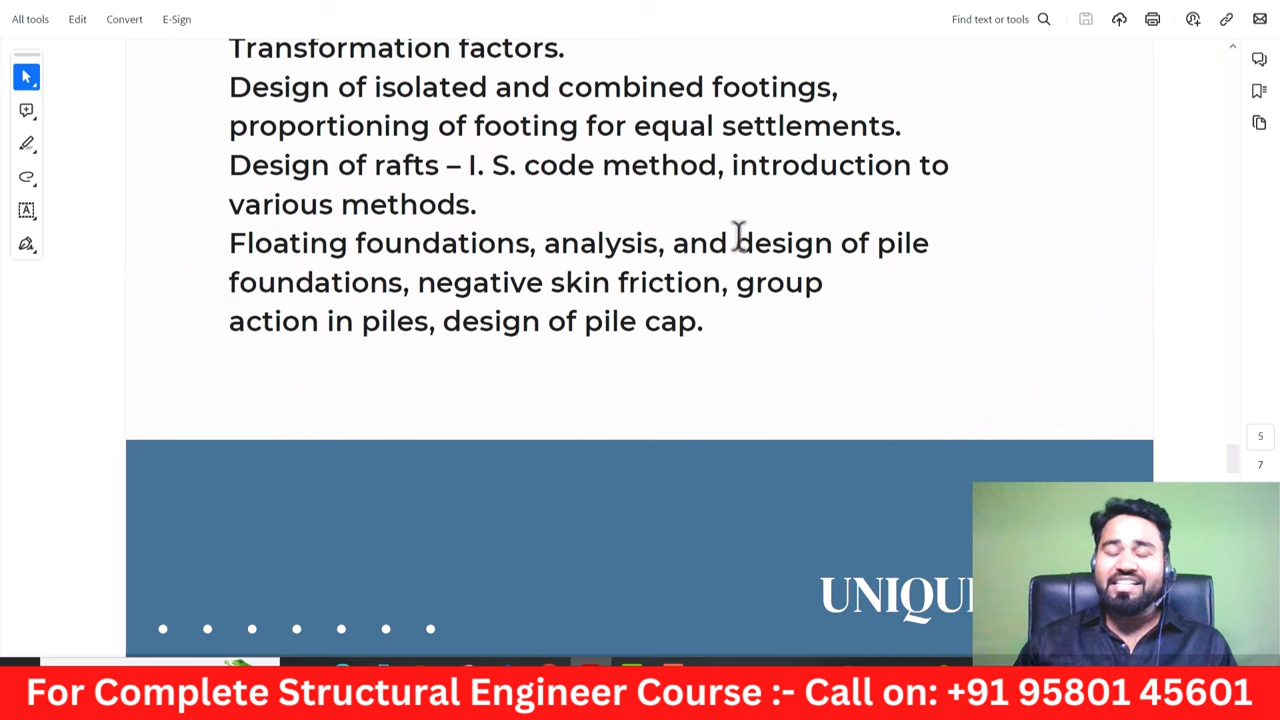 All tools Edit Convert E-Sign Find text or tools
Transformation factors.
Design of isolated and combined footings,
proportioning of footing for equal settlements.
Design of rafts – I. S. code method, introduction to
various methods.
Floating foundations, analysis, and design of pile
foundations, negative skin friction, group
action in piles, design of pile cap.
5
7
For Complete Structural Engineer Course :- Call on: +91 95801 45601